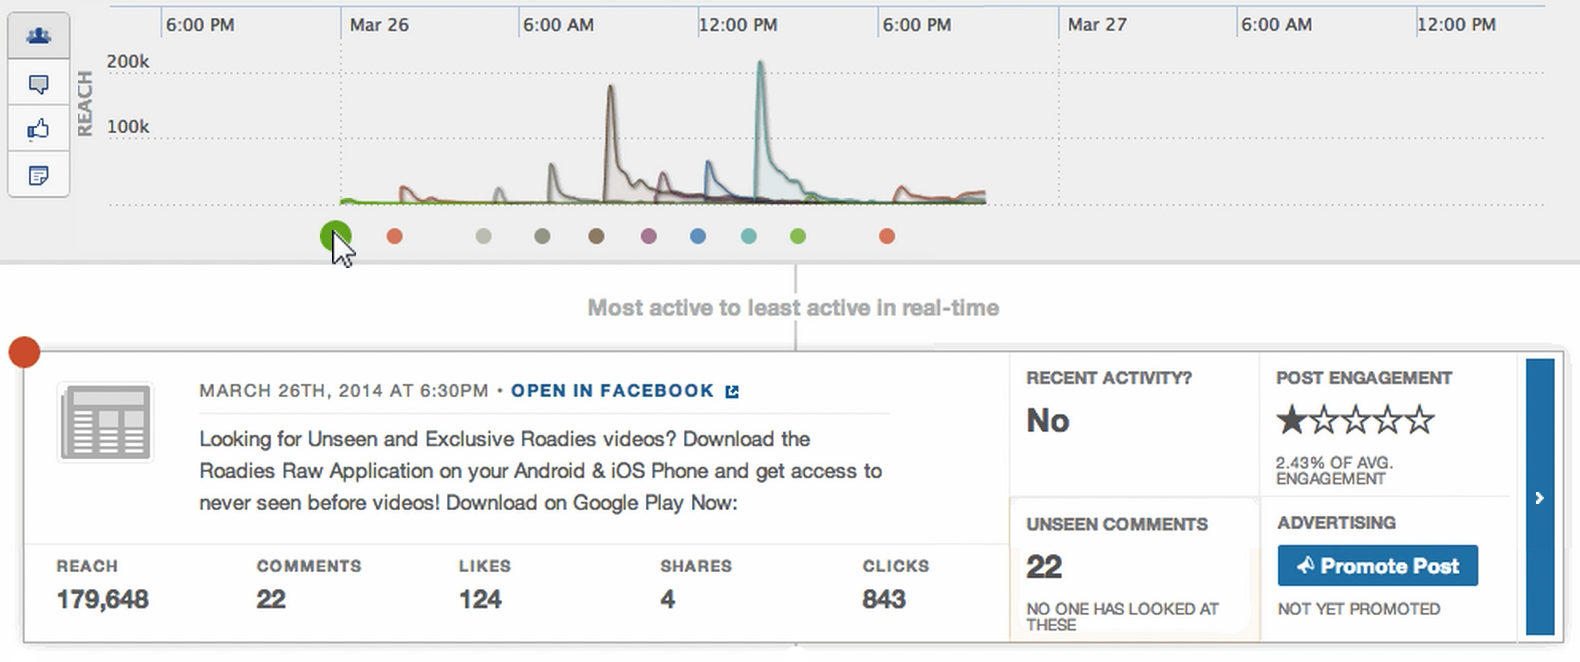 6:00 PM
Mar 26
6:00 AM
12:00 PM
6:00 PM
Mar 27
6:00 AM
12:00 PM
REACH
200k
100k
Most active to least active in real-time
MARCH 26TH, 2014 AT 6:30PM • OPEN IN FACEBOOK
Looking for Unseen and Exclusive Roadies videos? Download the
Roadies Raw Application on your Android & iOS Phone and get access to
never seen before videos! Download on Google Play Now:
REACH
179,648
COMMENTS
22
LIKES
124
SHARES
4
CLICKS
843
RECENT ACTIVITY?
No
POST ENGAGEMENT
2.43% OF AVG.
ENGAGEMENT
UNSEEN COMMENTS
22
NO ONE HAS LOOKED AT
THESE
ADVERTISING
Promote Post
NOT YET PROMOTED